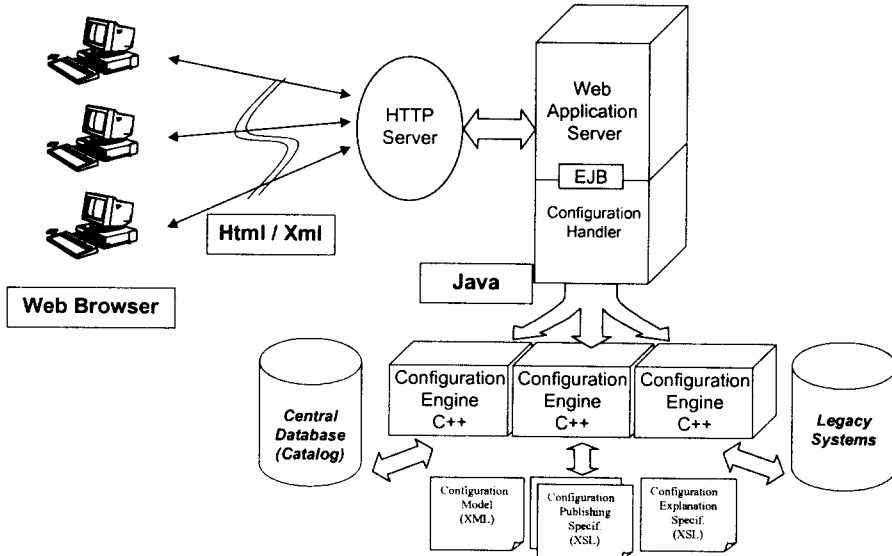 HTTP
Server
Web
Application
Server
EJB
Configuration
Handler
Html / Xml
Java
Web Browser
Central
Database
(Catalog)
Configuration
Engine
C++
Configuration
Engine
C++
Configuration
Engine
C++
Legacy
Systems
Configuration
Model
(XML)
Configuration
Publishing
Specif.
(XSL)
Configuration
Explanation
Specif.
(XSL)